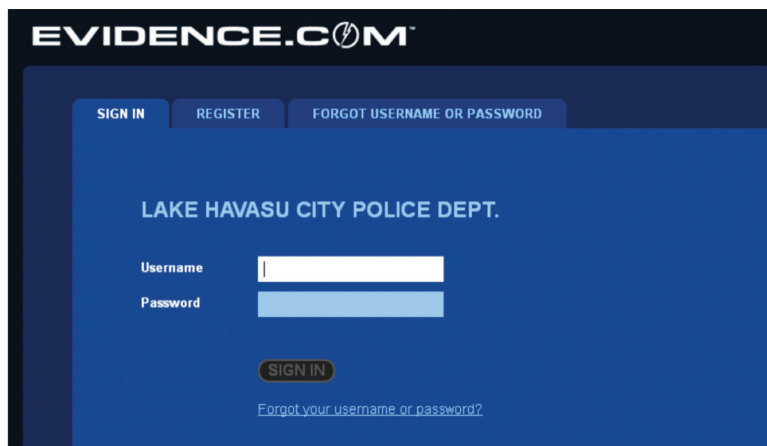 EVIDENCE.COM™
SIGN IN REGISTER FORGOT USERNAME OR PASSWORD
LAKE HAVASU CITY POLICE DEPT.
Username
Password
SIGN IN
Forgot your username or password?